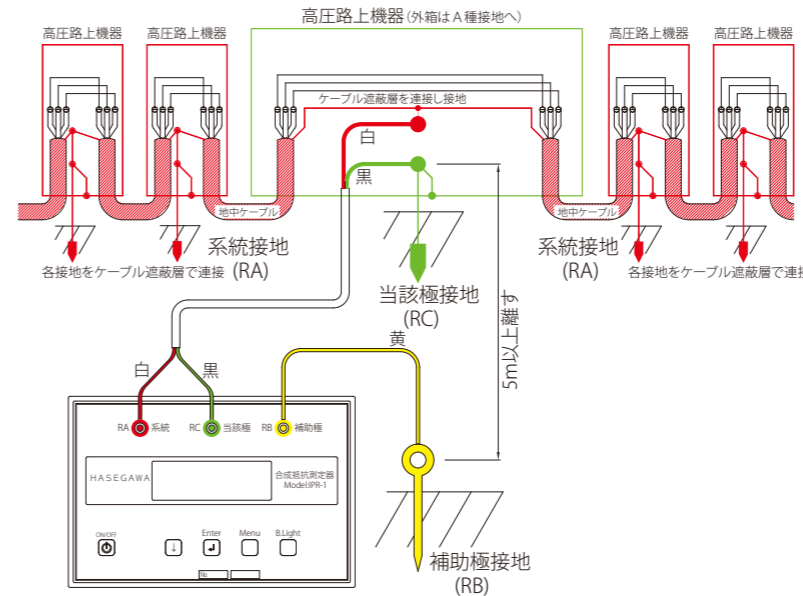 高圧路上機器(外箱はA種接地へ)
高圧路上機器
高圧路上機器
高圧路上機器
高圧路上機器
ケーブル遮蔽層を連接し接地
白
黒
地中ケーブル
地中ケーブル
系統接地
(RA)
各接地をケーブル遮蔽層で連接
系統接地
(RA)
各接地をケーブル遮蔽層で連接
当該極接地
(RC)
5m以上離す
黄
白
黒
RA 系統
RC 当該極
RB 補助極
HASEGAWA
合成抵抗測定器
Model:IPR-1
ON/OFF
↓
Enter
Menu
B.Light
No
補助極接地
(RB)